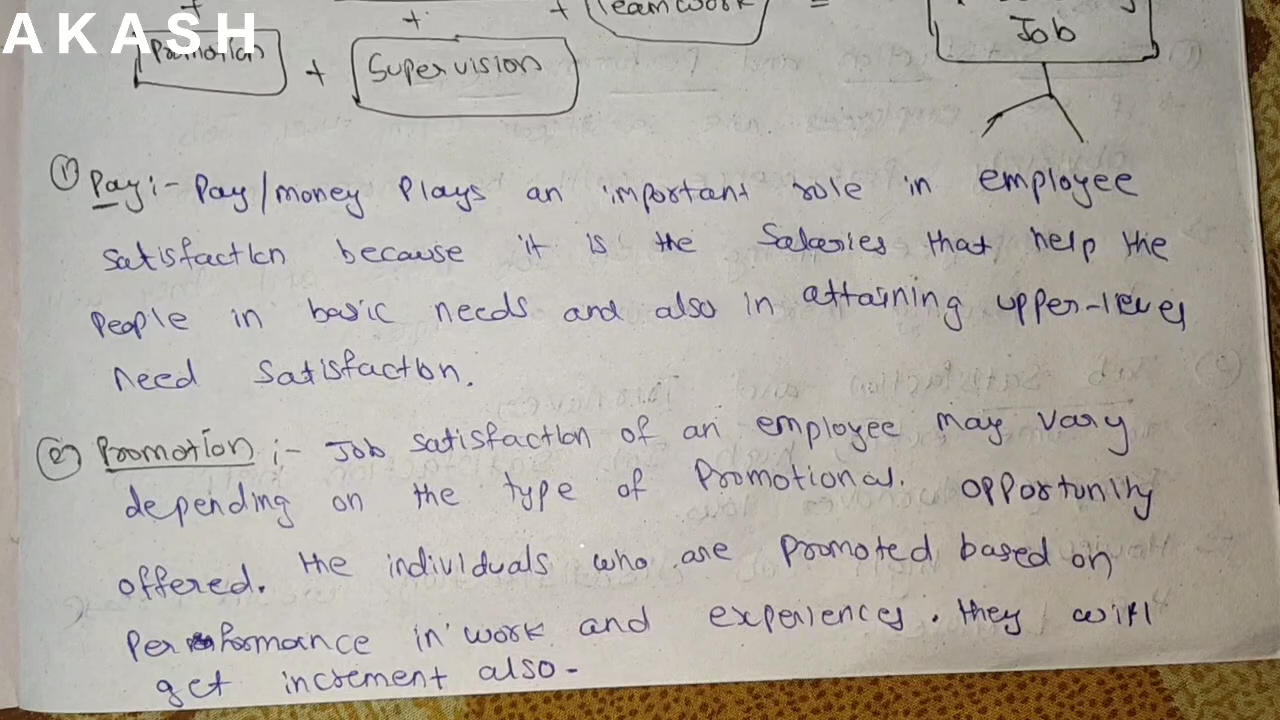 AKASH
+ + + Teamwork =
Job
Promotion + Supervision
① Pay :- Pay/money Plays an important role in employee
satisfaction because it is the Salaries that help the
People in basic needs and also in attaining upper-level
need satisfaction.
② Promotion :- Job satisfaction of an employee may vary
depending on the type of Promotional. opportunity
offered. the individuals who are Promoted based on
Performance in work and experiences. they will
get increment also-